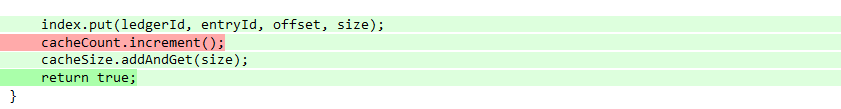 index.put(ledgerId, entryId, offset, size);
cacheCount.increment();
cacheSize.addAndGet(size);
return true;
}